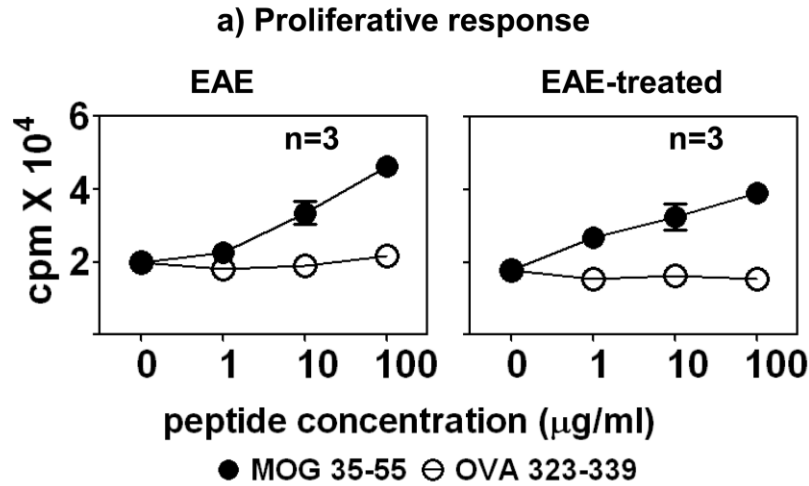 a) Proliferative response
EAE EAE-treated
6
4
2
cpm X 10⁴
n=3 n=3
0 1 10 100 0 1 10 100
peptide concentration (µg/ml)
MOG 35-55 OVA 323-339